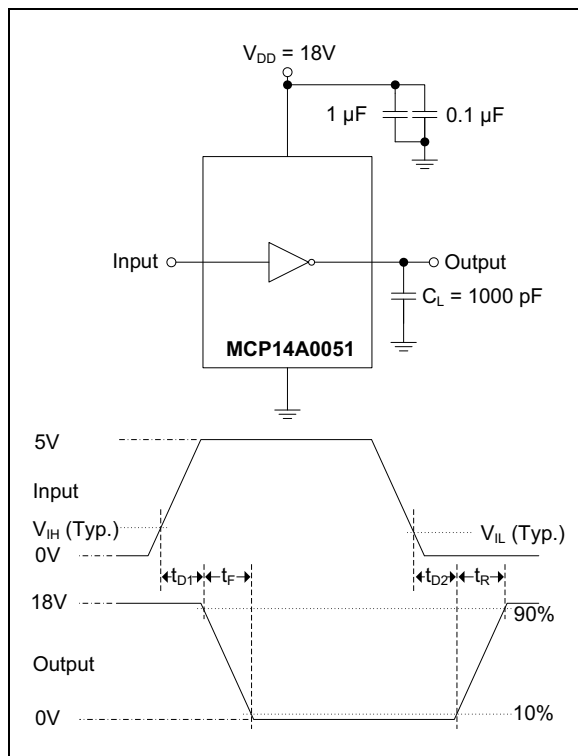 V_DD = 18V
1 µF 0.1 µF
Input Output
C_L = 1000 pF
MCP14A0051
5V
Input
V_IH (Typ.) V_IL (Typ.)
0V
t_D1 t_F t_D2 t_R
18V 90%
Output
0V 10%